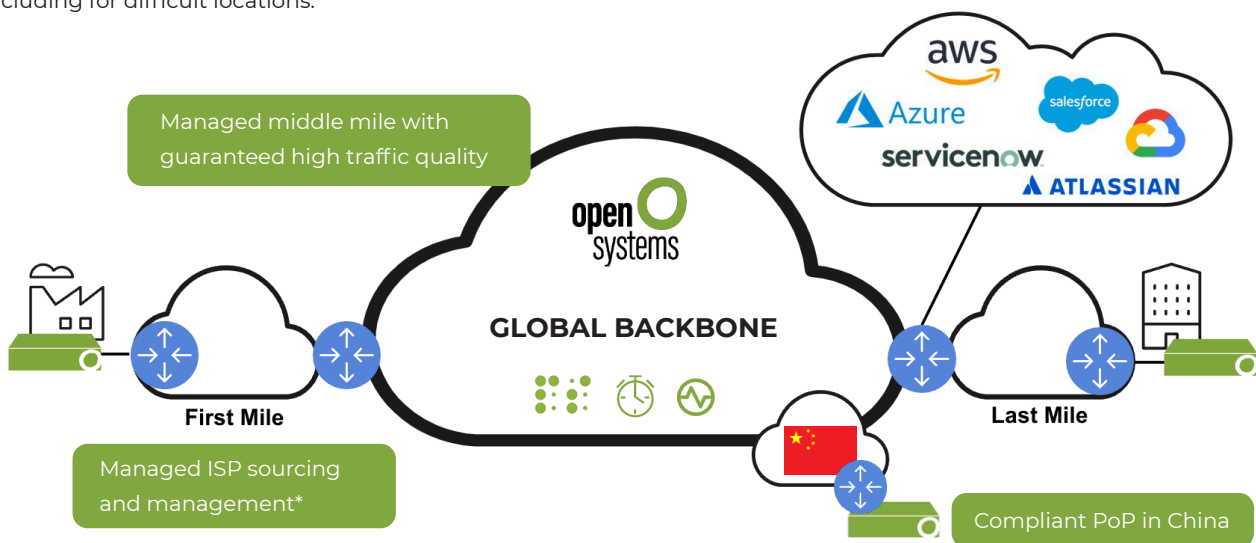 cluding for difficult locations.
aws
Azure
salesforce
servicenow
ATLASSIAN
Managed middle mile with
guaranteed high traffic quality
open
systems
GLOBAL BACKBONE
First Mile
Last Mile
Managed ISP sourcing
and management*
Compliant PoP in China